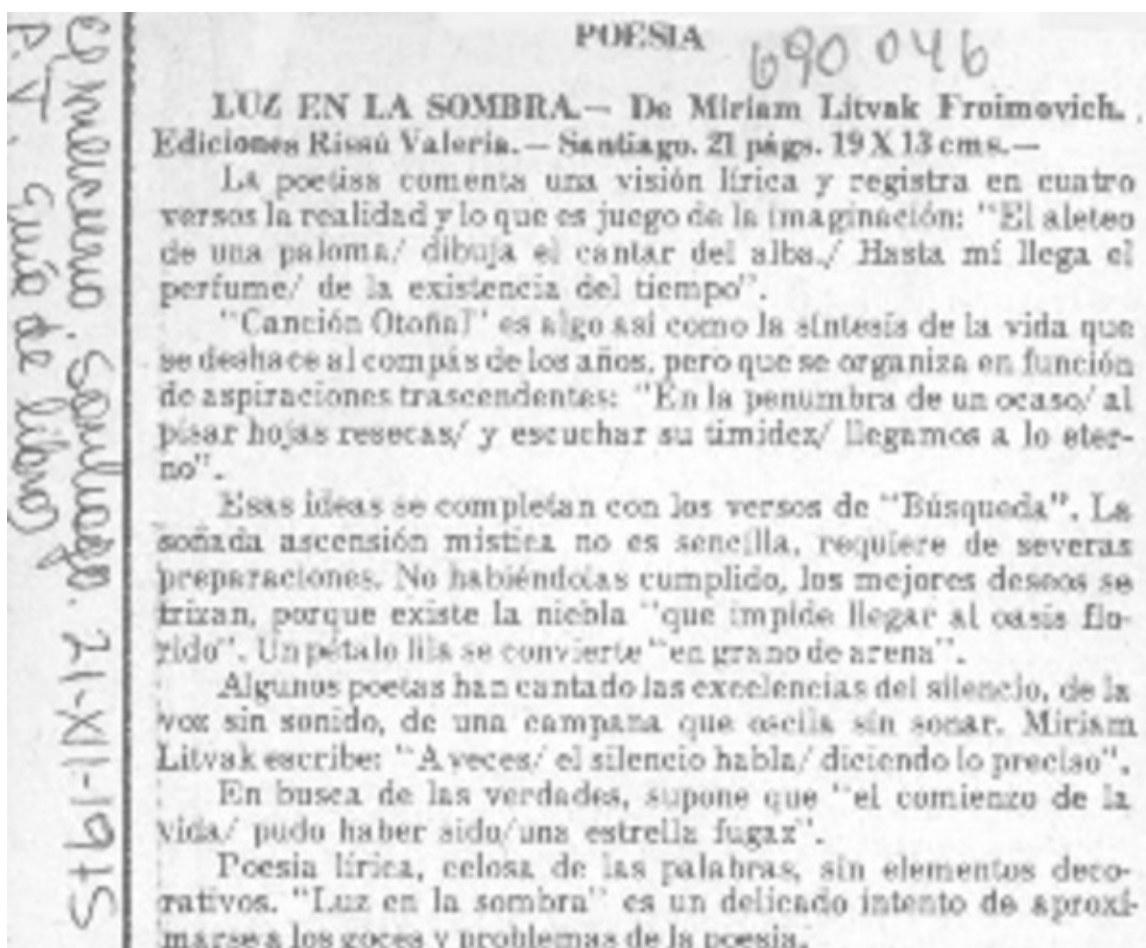 POESIA
690 046
LUZ EN LA SOMBRA.— De Miriam Litvak Froimovich.
Ediciones Rissú Valeria.— Santiago. 21 págs. 19 X 13 cms.—
La poetisa comenta una visión lírica y registra en cuatro
versos la realidad y lo que es juego de la imaginación: "El aleteo
de una paloma/ dibuja el cantar del alba./ Hasta mí llega el
perfume/ de la existencia del tiempo".
"Canción Otoñal" es algo así como la síntesis de la vida que
se deshace al compás de los años, pero que se organiza en función
de aspiraciones trascendentes: "En la penumbra de un ocaso/ al
pisar hojas resecas/ y escuchar su timidez/ llegamos a lo eter-
no".
Esas ideas se completan con los versos de "Búsqueda". La
soñada ascensión mística no es sencilla, requiere de severas
preparaciones. No habiéndolas cumplido, los mejores deseos se
trizan, porque existe la niebla "que impide llegar al oasis flo-
rido". Un pétalo lila se convierte "en grano de arena".
Algunos poetas han cantado las excelencias del silencio, de la
voz sin sonido, de una campana que oscila sin sonar. Miriam
Litvak escribe: "A veces/ el silencio habla/ diciendo lo preciso".
En busca de las verdades, supone que "el comienzo de la
vida/ pudo haber sido/una estrella fugaz".
Poesía lírica, celosa de las palabras, sin elementos deco-
rativos. "Luz en la sombra" es un delicado intento de aproxi-
marse a los goces y problemas de la poesía.
El Mercurio. Santiago. 21-XII-1975
P.V. Guía de libros